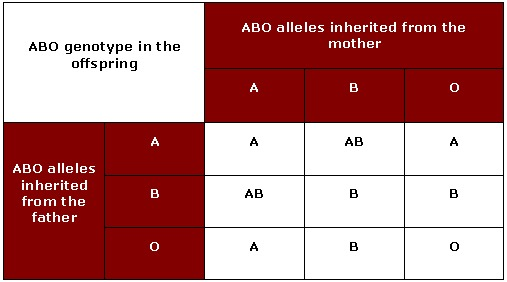 ABO genotype in the
offspring
ABO alleles inherited from the
mother
A B O
ABO alleles
inherited
from the
father
A A AB A
B AB B B
O A B O